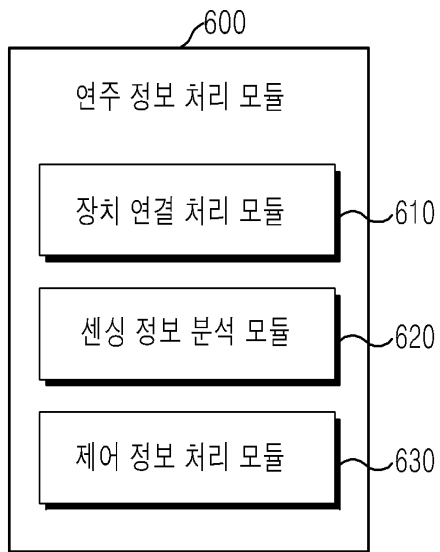 600
연주 정보 처리 모듈
장치 연결 처리 모듈
610
센싱 정보 분석 모듈
620
제어 정보 처리 모듈
630